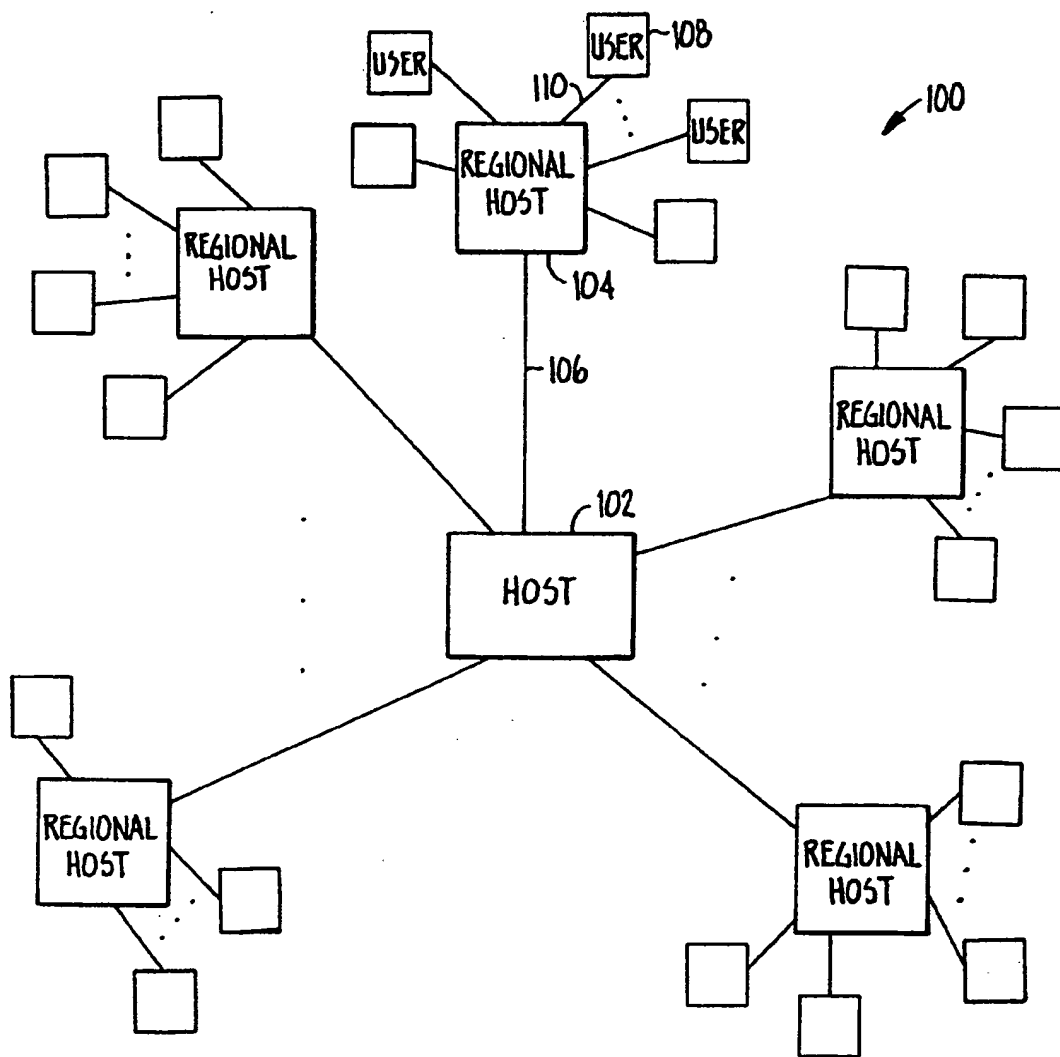 USER
USER
108
110
100
USER
REGIONAL
HOST
REGIONAL
HOST
104
106
REGIONAL
HOST
102
HOST
REGIONAL
HOST
REGIONAL
HOST